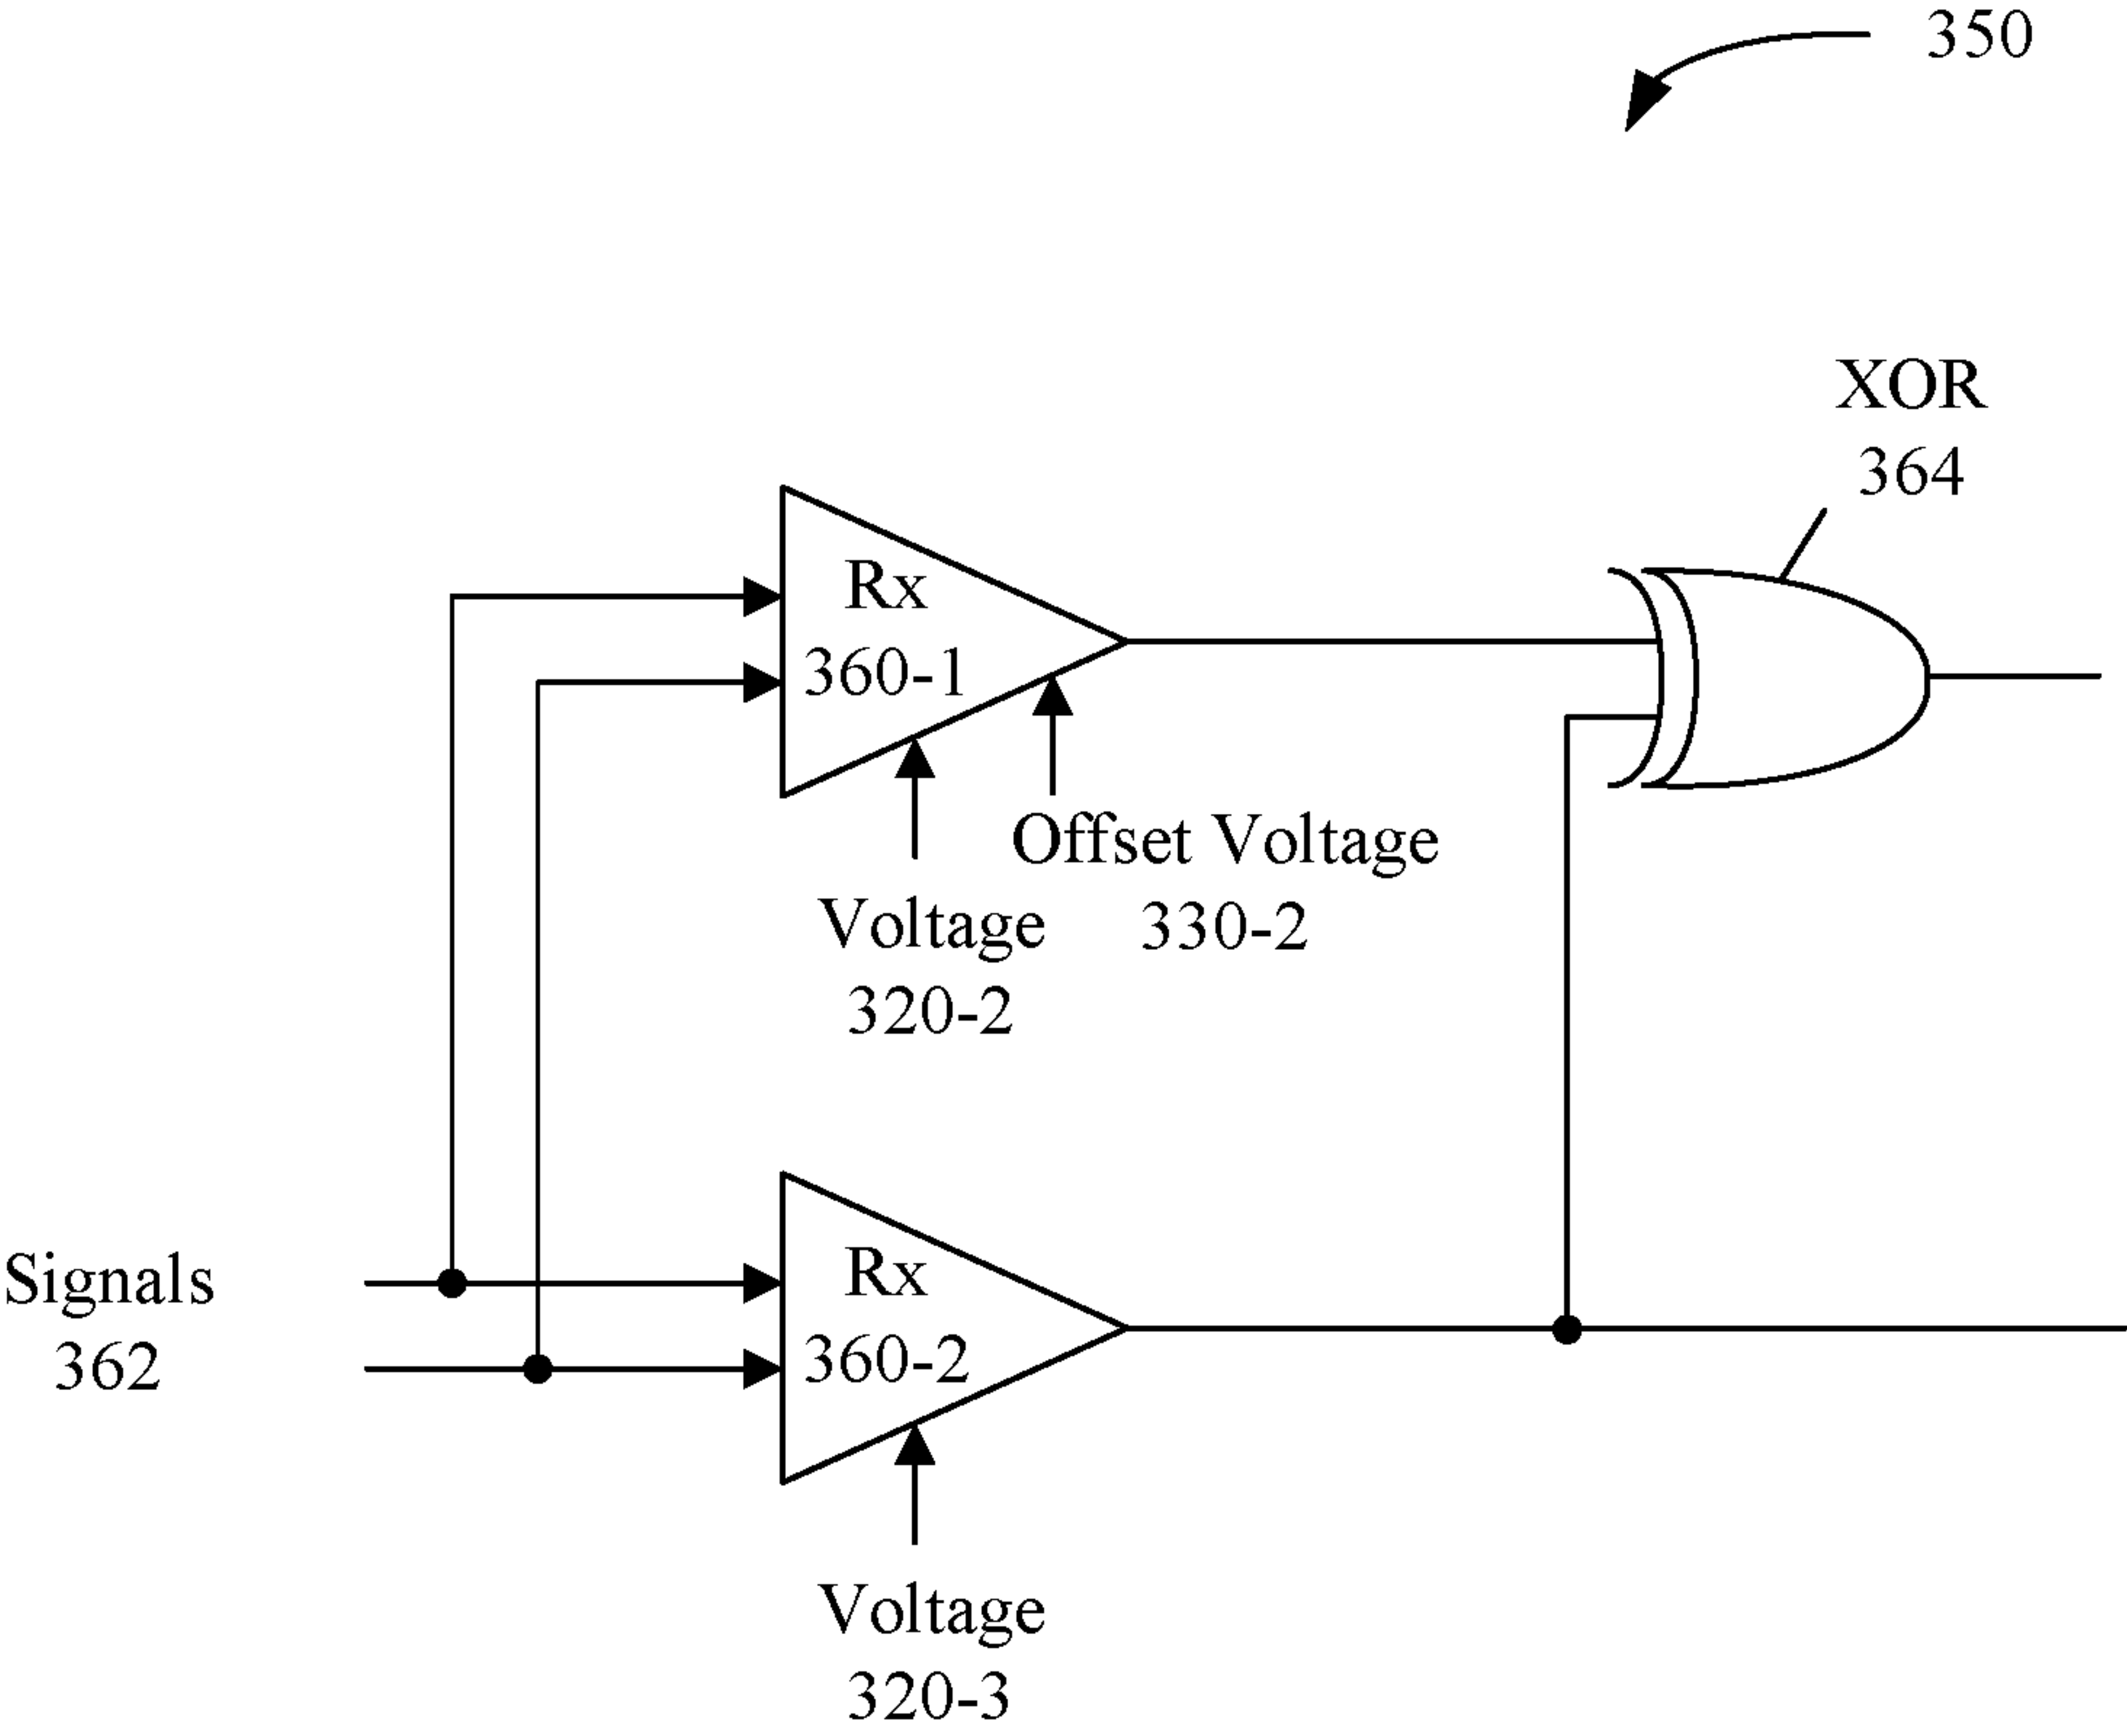 350
XOR
364
Rx
360-1
Offset Voltage
330-2
Voltage
320-2
Signals
362
Rx
360-2
Voltage
320-3